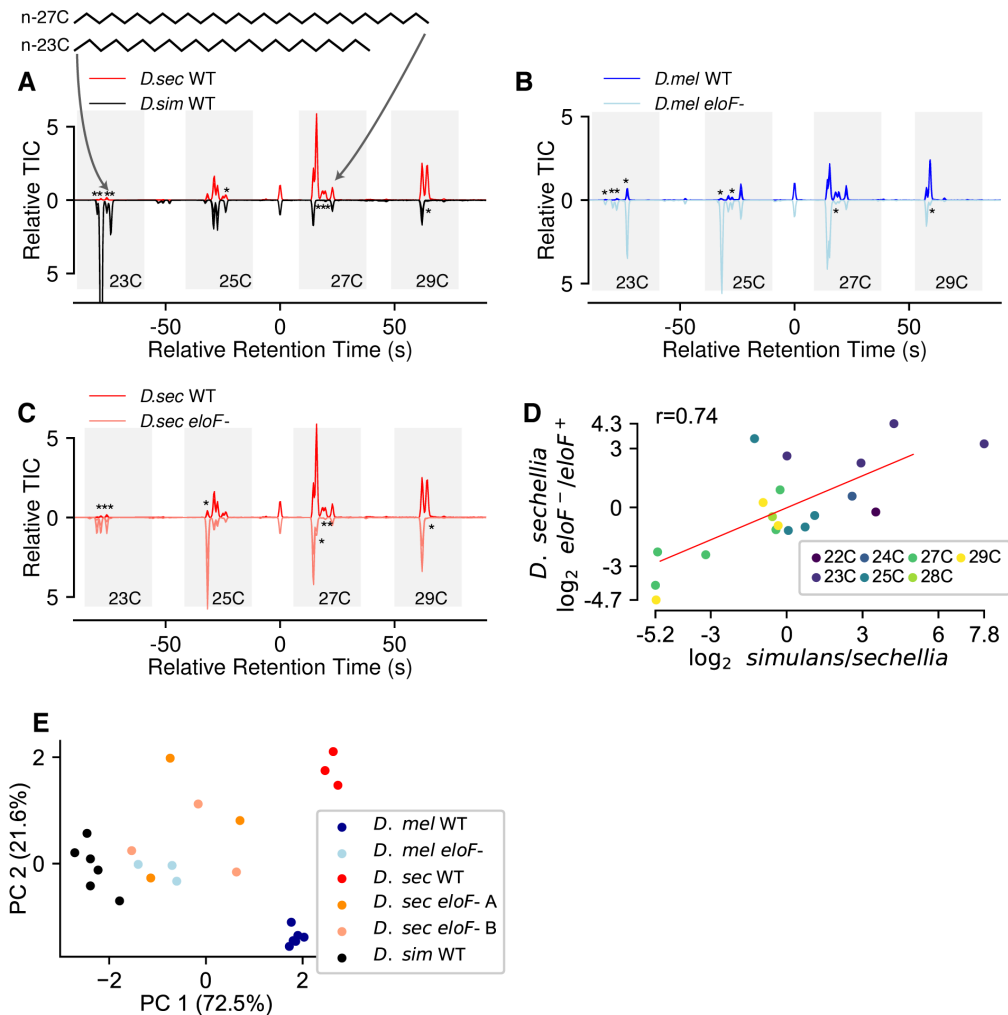 n-27C
n-23C
A
D.sec WT
D.sim WT
Relative TIC
5
0
5
** ** * *** *
23C 25C 27C 29C
-50 0 50
Relative Retention Time (s)
B
D.mel WT
D.mel eloF-
Relative TIC
5
0
5
* ** * * * * *
23C 25C 27C 29C
-50 0 50
Relative Retention Time (s)
C
D.sec WT
D.sec eloF-
Relative TIC
5
0
5
*** * ** * *
23C 25C 27C 29C
-50 0 50
Relative Retention Time (s)
D
r=0.74
D. sechellia
log2 eloF⁻/eloF⁺
4.3
3
0
-3
-4.7
22C 24C 27C 29C
23C 25C 28C
-5.2 -3 0 3 6 7.8
log2 simulans/sechellia
E
PC 2 (21.6%)
2
0
D. mel WT
D. mel eloF-
D. sec WT
D. sec eloF- A
D. sec eloF- B
D. sim WT
−2 0 2
PC 1 (72.5%)